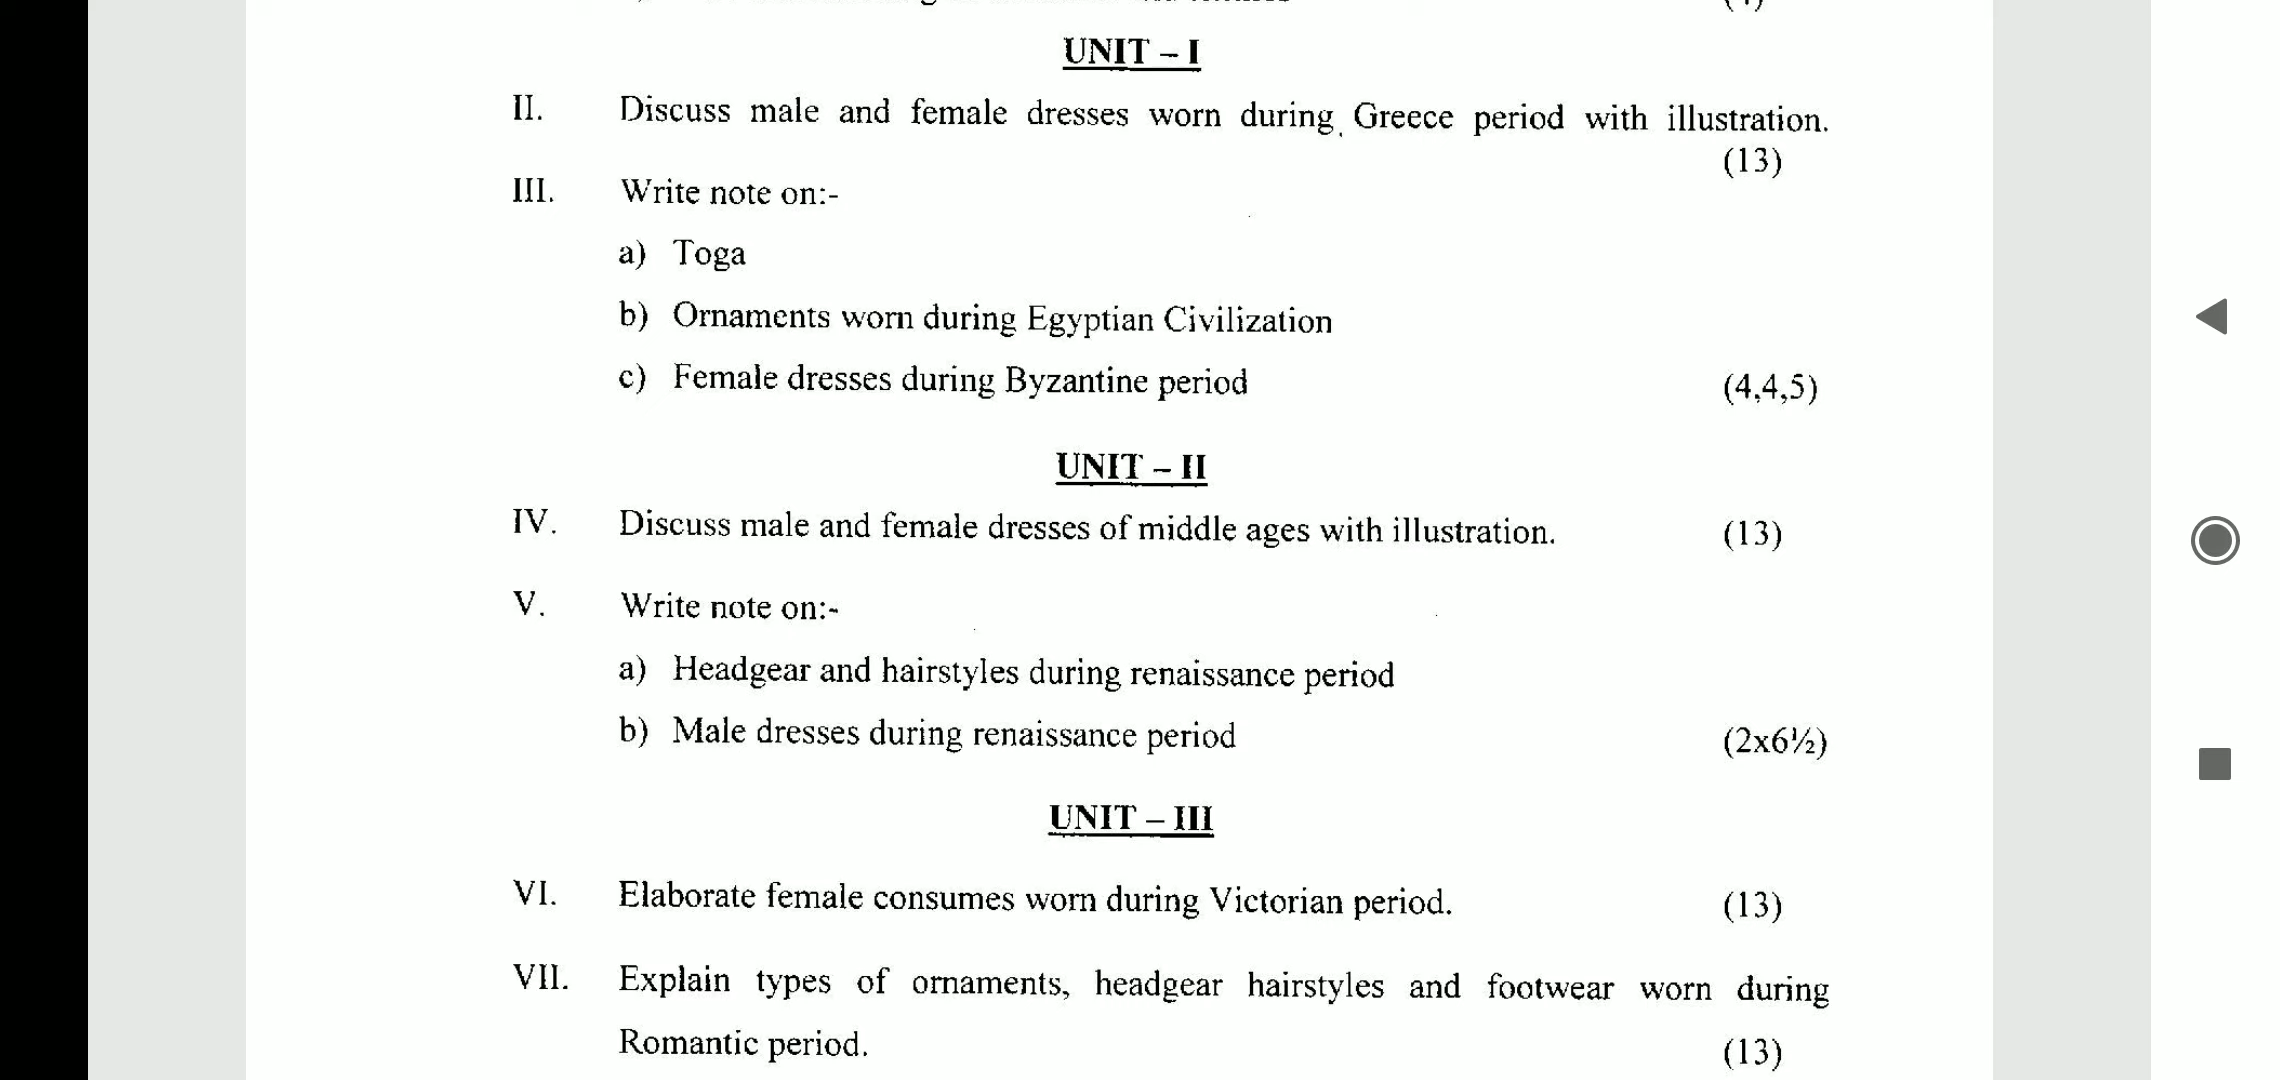 UNIT – I
II. Discuss male and female dresses worn during Greece period with illustration.
(13)
III. Write note on:-
a) Toga
b) Ornaments worn during Egyptian Civilization
c) Female dresses during Byzantine period (4,4,5)
UNIT – II
IV. Discuss male and female dresses of middle ages with illustration. (13)
V. Write note on:-
a) Headgear and hairstyles during renaissance period
b) Male dresses during renaissance period (2x6½)
UNIT – III
VI. Elaborate female consumes worn during Victorian period. (13)
VII. Explain types of ornaments, headgear hairstyles and footwear worn during
Romantic period. (13)